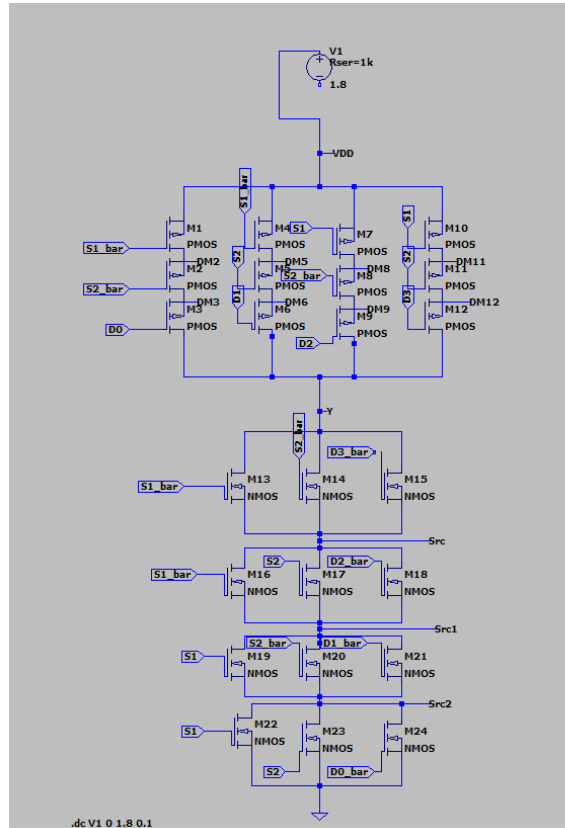 V1
Rser=1k
1.8
VDD
S1_bar
M1
PMOS
S1_bar
M2
DM2
PMOS
S2_bar
M3
DM3
PMOS
D0
M4
PMOS
S2
M5
DM5
PMOS
D1
M6
DM6
PMOS
S1
M7
PMOS
S2_bar
M8
DM8
PMOS
M9
DM9
PMOS
D2
S1
M10
PMOS
S2
M11
DM11
PMOS
D3
M12
DM12
PMOS
Y
S2_bar
D3_bar
S1_bar
M13
NMOS
M14
NMOS
M15
NMOS
Src
S1_bar
M16
NMOS
S2
M17
NMOS
D2_bar
M18
NMOS
Src1
S1
M19
NMOS
S2_bar
M20
NMOS
D1_bar
M21
NMOS
Src2
S1
M22
NMOS
S2
M23
NMOS
D0_bar
M24
NMOS
.dc V1 0 1.8 0.1